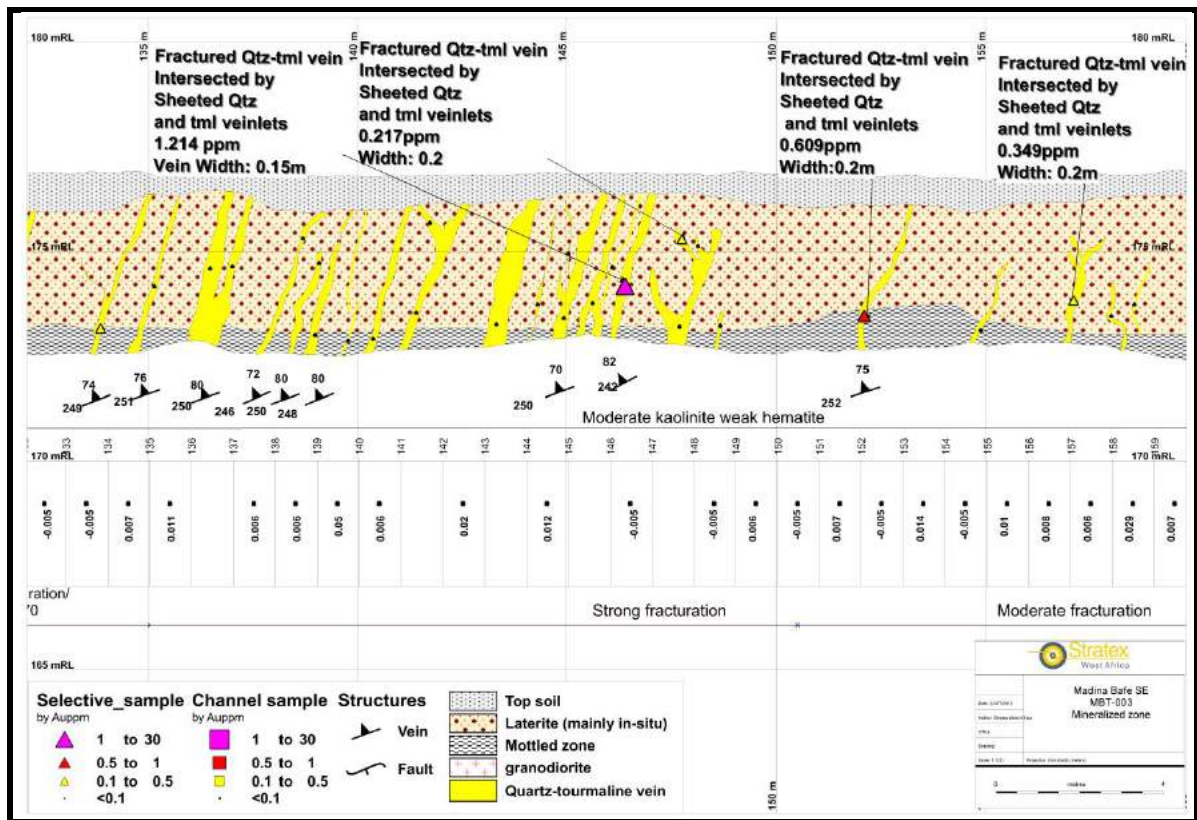 180 mRL
135 m
140 m
145 m
150 m
155 m
180 mRL
Fractured Qtz-tml vein
Intersected by
Sheeted Qtz
and tml veinlets
1.214 ppm
Vein Width: 0.15m
Fractured Qtz-tml vein
Intersected by
Sheeted Qtz
and tml veinlets
0.217ppm
Width: 0.2
Fractured Qtz-tml vein
Intersected by
Sheeted Qtz
and tml veinlets
0.609ppm
Width:0.2m
Fractured Qtz-tml vein
Intersected by
Sheeted Qtz
and tml veinlets
0.349ppm
Width: 0.2m
175 mRL
175 mRL
74 76 80 72 80 80 70 82 75
249 251 250 246 250 248 250 242 252
Moderate kaolinite weak hematite
133 134 135 136 137 138 139 140 141 142 143 144 145 146 147 148 149 150 151 152 153 154 155 156 157 158 159
170 mRL
170 mRL
-0.005 -0.005 0.007 0.011 0.006 0.006 0.05 0.006 0.02 0.012 -0.005 -0.005 0.006 -0.005 0.007 -0.005 0.014 -0.005 0.01 0.008 0.006 0.029 0.007
ration/
70
Strong fracturation
Moderate fracturation
165 mRL
150 m
Selective_sample
by Auppm
1 to 30
0.5 to 1
0.1 to 0.5
<0.1
Channel sample
by Auppm
1 to 30
0.5 to 1
0.1 to 0.5
<0.1
Structures
Vein
Fault
Top soil
Laterite (mainly in-situ)
Mottled zone
granodiorite
Quartz-tourmaline vein
Stratex
West Africa
Madina Bafe SE
MBT-003
Mineralized zone
0 metres 4